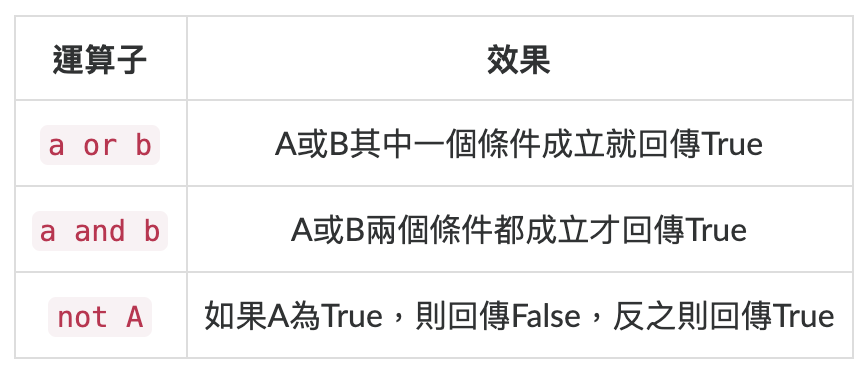 運算子 效果
a or b A或B其中一個條件成立就回傳True
a and b A或B兩個條件都成立才回傳True
not A 如果A為True，則回傳False，反之則回傳True